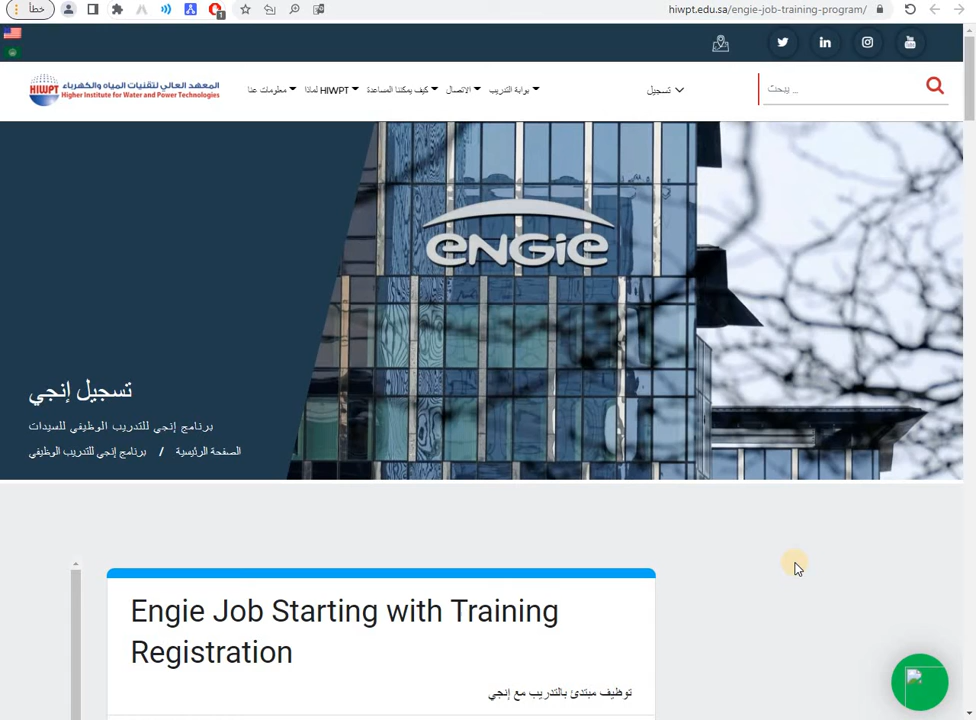 خطأ
hiwpt.edu.sa/engie-job-training-program/
1
HIWPT
المعهد العالي لتقنيات المياه والكهرباء
Higher Institute for Water and Power Technologies
معلومات عنا
لماذا HIWPT
كيف يمكننا المساعدة
الاتصال
بوابة التدريب
تسجيل
يبحث ...
You
ENGIE
تسجيل إنجي
برنامج إنجي للتدريب الوظيفي للسيدات
الصفحة الرئيسية / برنامج إنجي للتدريب الوظيفي
Engie Job Starting with Training
Registration
توظيف مبتدئ بالتدريب مع إنجي